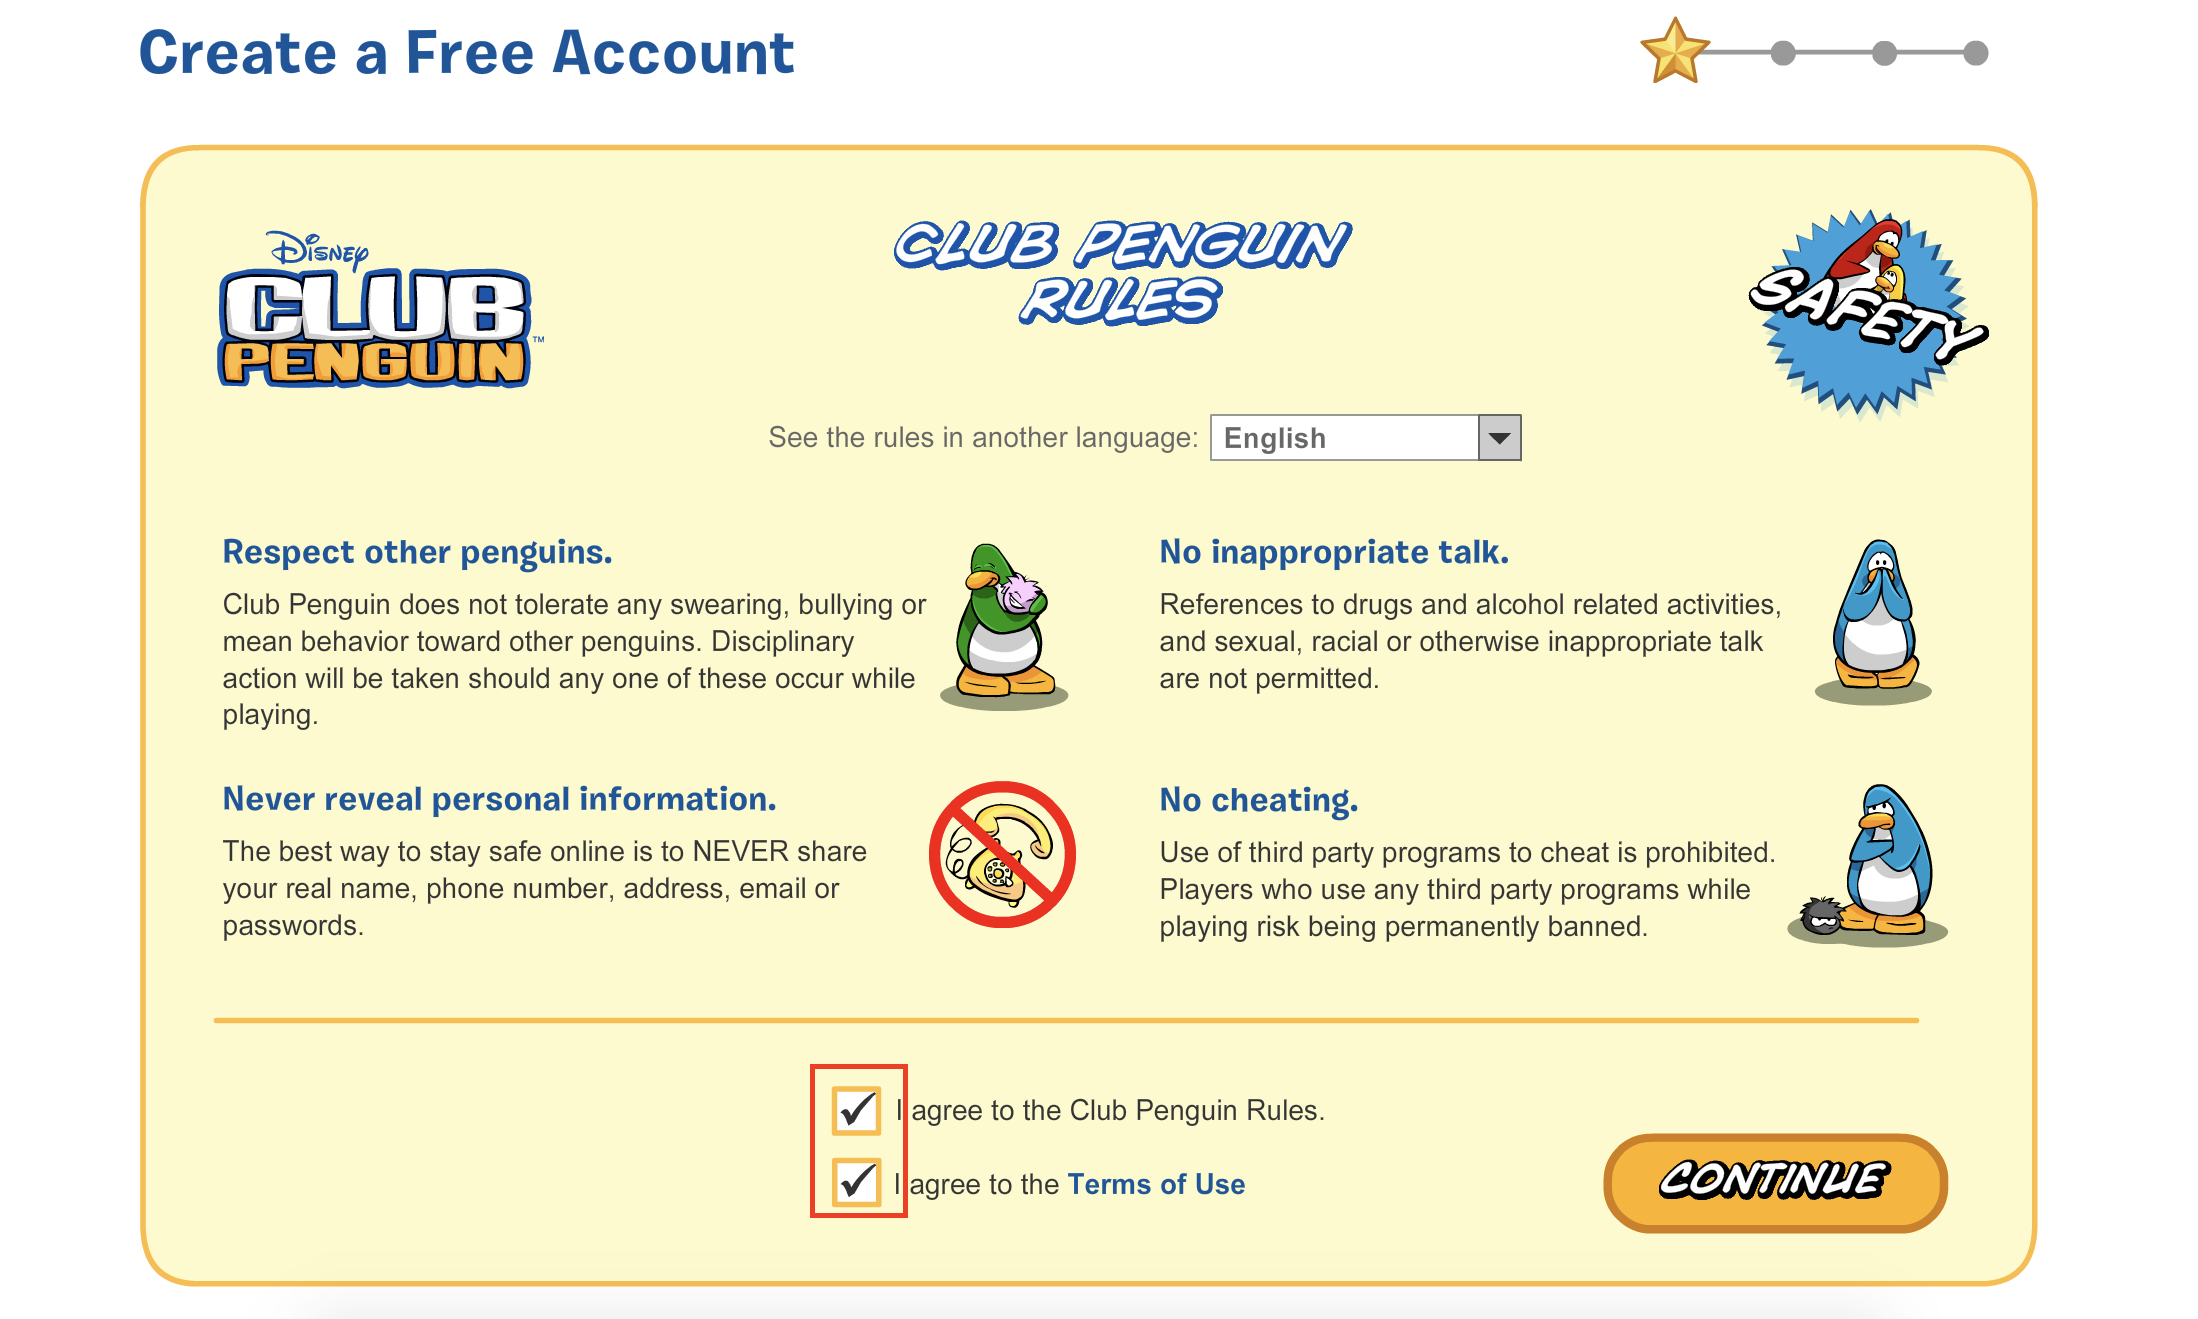 Create a Free Account
DISNEY
CLUB
PENGUIN
TM
CLUB PENGUIN
RULES
SAFETY
See the rules in another language: English
Respect other penguins.
Club Penguin does not tolerate any swearing, bullying or
mean behavior toward other penguins. Disciplinary
action will be taken should any one of these occur while
playing.
No inappropriate talk.
References to drugs and alcohol related activities,
and sexual, racial or otherwise inappropriate talk
are not permitted.
Never reveal personal information.
The best way to stay safe online is to NEVER share
your real name, phone number, address, email or
passwords.
No cheating.
Use of third party programs to cheat is prohibited.
Players who use any third party programs while
playing risk being permanently banned.
I agree to the Club Penguin Rules.
I agree to the Terms of Use
CONTINUE